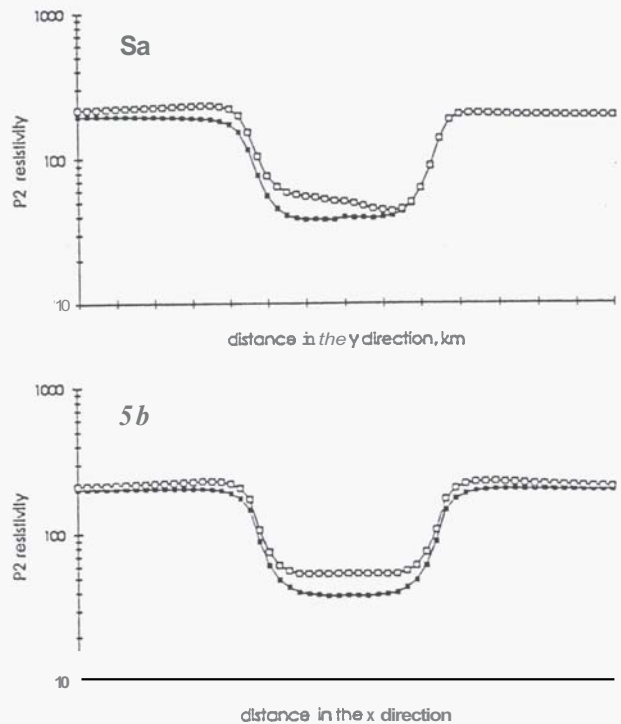 1000
Sa
P2 resistivity
100
10
distance in the y direction, km
1000
5b
P2 resistivity
100
10
distance in the x direction